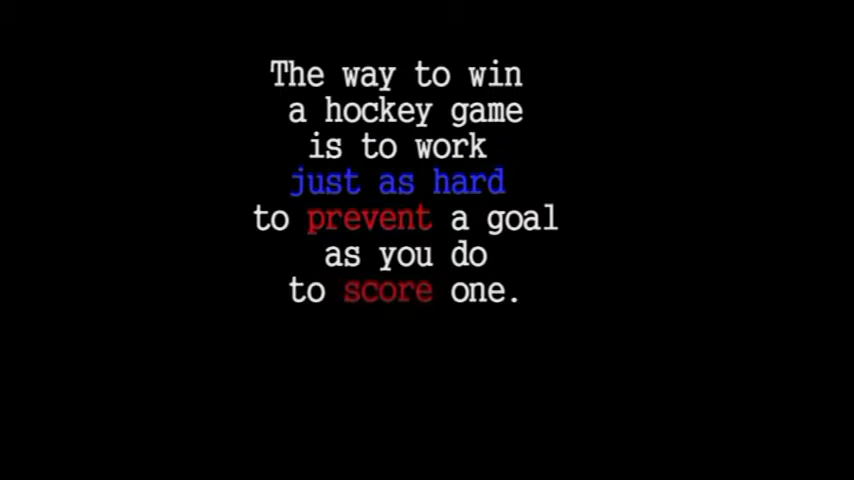 The way to win
a hockey game
is to work
just as hard
to prevent a goal
as you do
to score one.